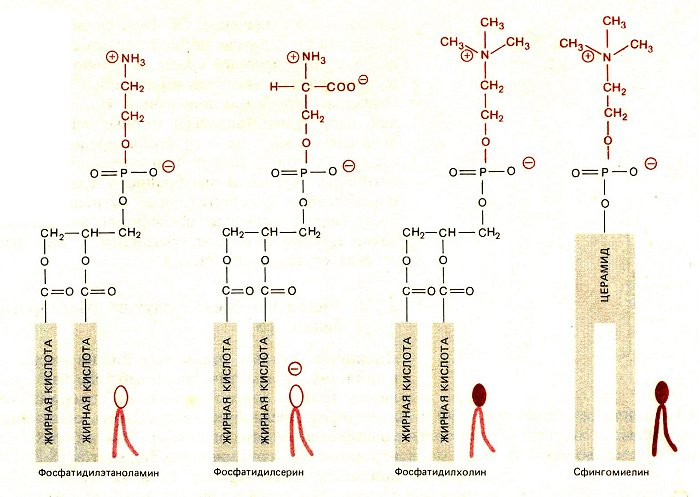 ⊕ NH₃
CH₂
CH₂
O
O=P—O ⊖
O
CH₂—CH—CH₂
O O
C=O C=O
ЖИРНАЯ КИСЛОТА
ЖИРНАЯ КИСЛОТА
Фосфатидилэтаноламин
⊕ NH₃
H—C—COO ⊖
CH₂
O
O=P—O ⊖
O
CH₂—CH—CH₂
O O
C=O C=O
ЖИРНАЯ КИСЛОТА
ЖИРНАЯ КИСЛОТА
⊖
Фосфатидилсерин
CH₃
CH₃ CH₃
⊕ N
CH₂
CH₂
O
O=P—O ⊖
O
CH₂—CH—CH₂
O O
C=O C=O
ЖИРНАЯ КИСЛОТА
ЖИРНАЯ КИСЛОТА
Фосфатидилхолин
CH₃
CH₃ CH₃
⊕ N
CH₂
CH₂
O
O=P—O ⊖
O
ЦЕРАМИД
Сфингомиелин